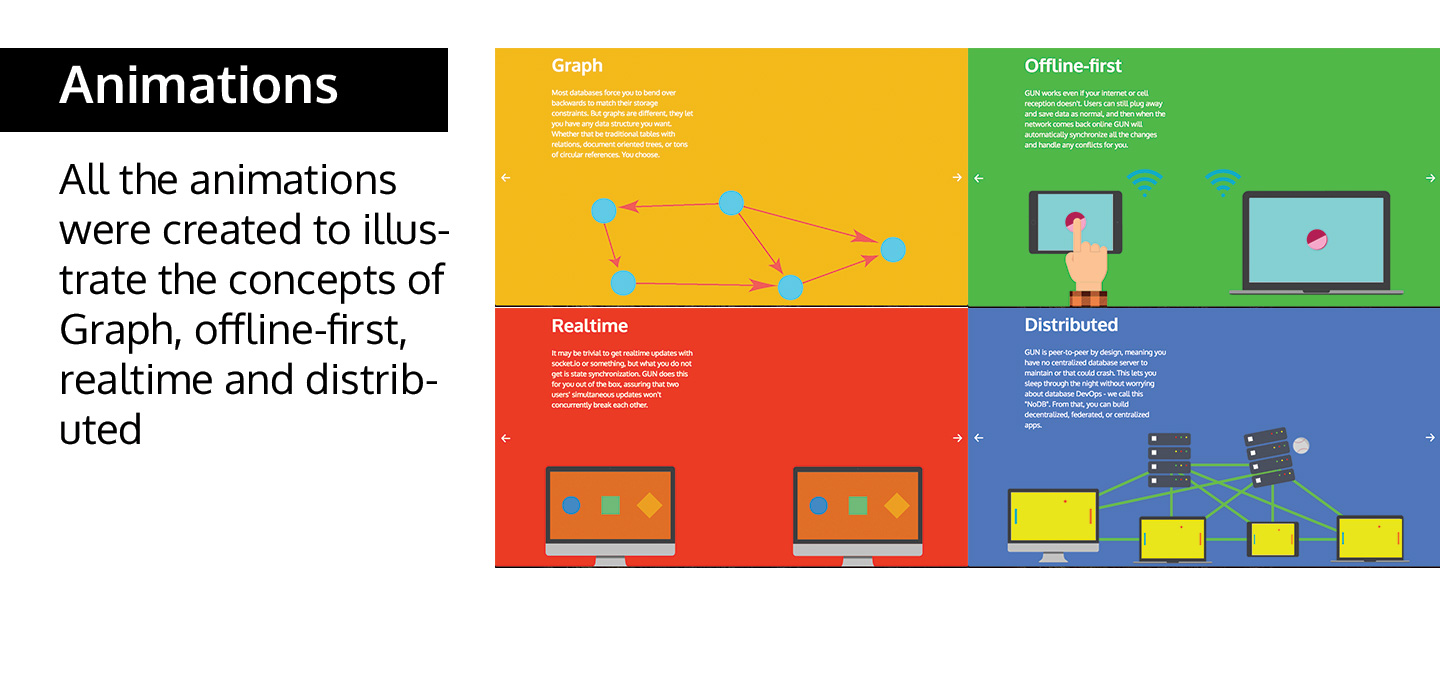 Animations
All the animations
were created to illus-
trate the concepts of
Graph, offline-first,
realtime and distrib-
uted
Graph
Most databases force you to bend over
backwards to match their storage
constraints. But graphs are different, they let
you have any data structure you want.
Whether that be traditional tables with
relations, document oriented trees, or tons
of circular references. You choose.
Offline-first
GUN works even if your internet or cell
reception doesn't. Users can still plug away
and save data as normal, and then when the
network comes back online GUN will
automatically synchronize all the changes
and handle any conflicts for you.
Realtime
It may be trivial to get realtime updates with
socket.io or something, but what you do not
get is state synchronization. GUN does this
for you out of the box, assuring that two
users' simultaneous updates won't
concurrently break each other.
Distributed
GUN is peer-to-peer by design, meaning you
have no centralized database server to
maintain or that could crash. This lets you
sleep through the night without worrying
about database DevOps - we call this
"NoDB". From that, you can build
decentralized, federated, or centralized
apps.